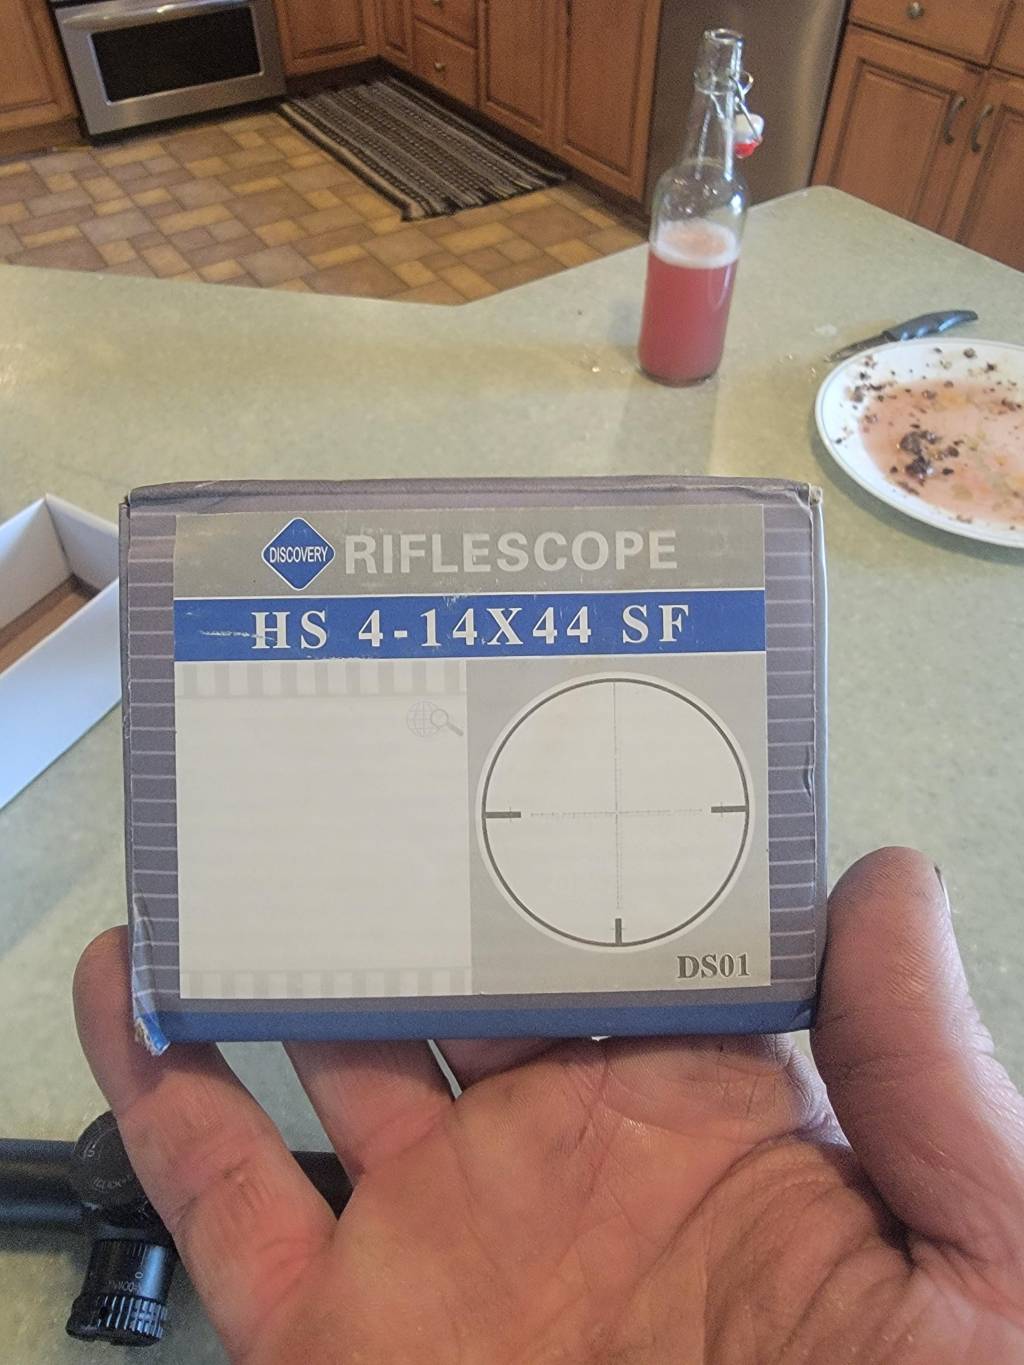 DISCOVERY RIFLESCOPE
HS 4-14X44 SF
DS01